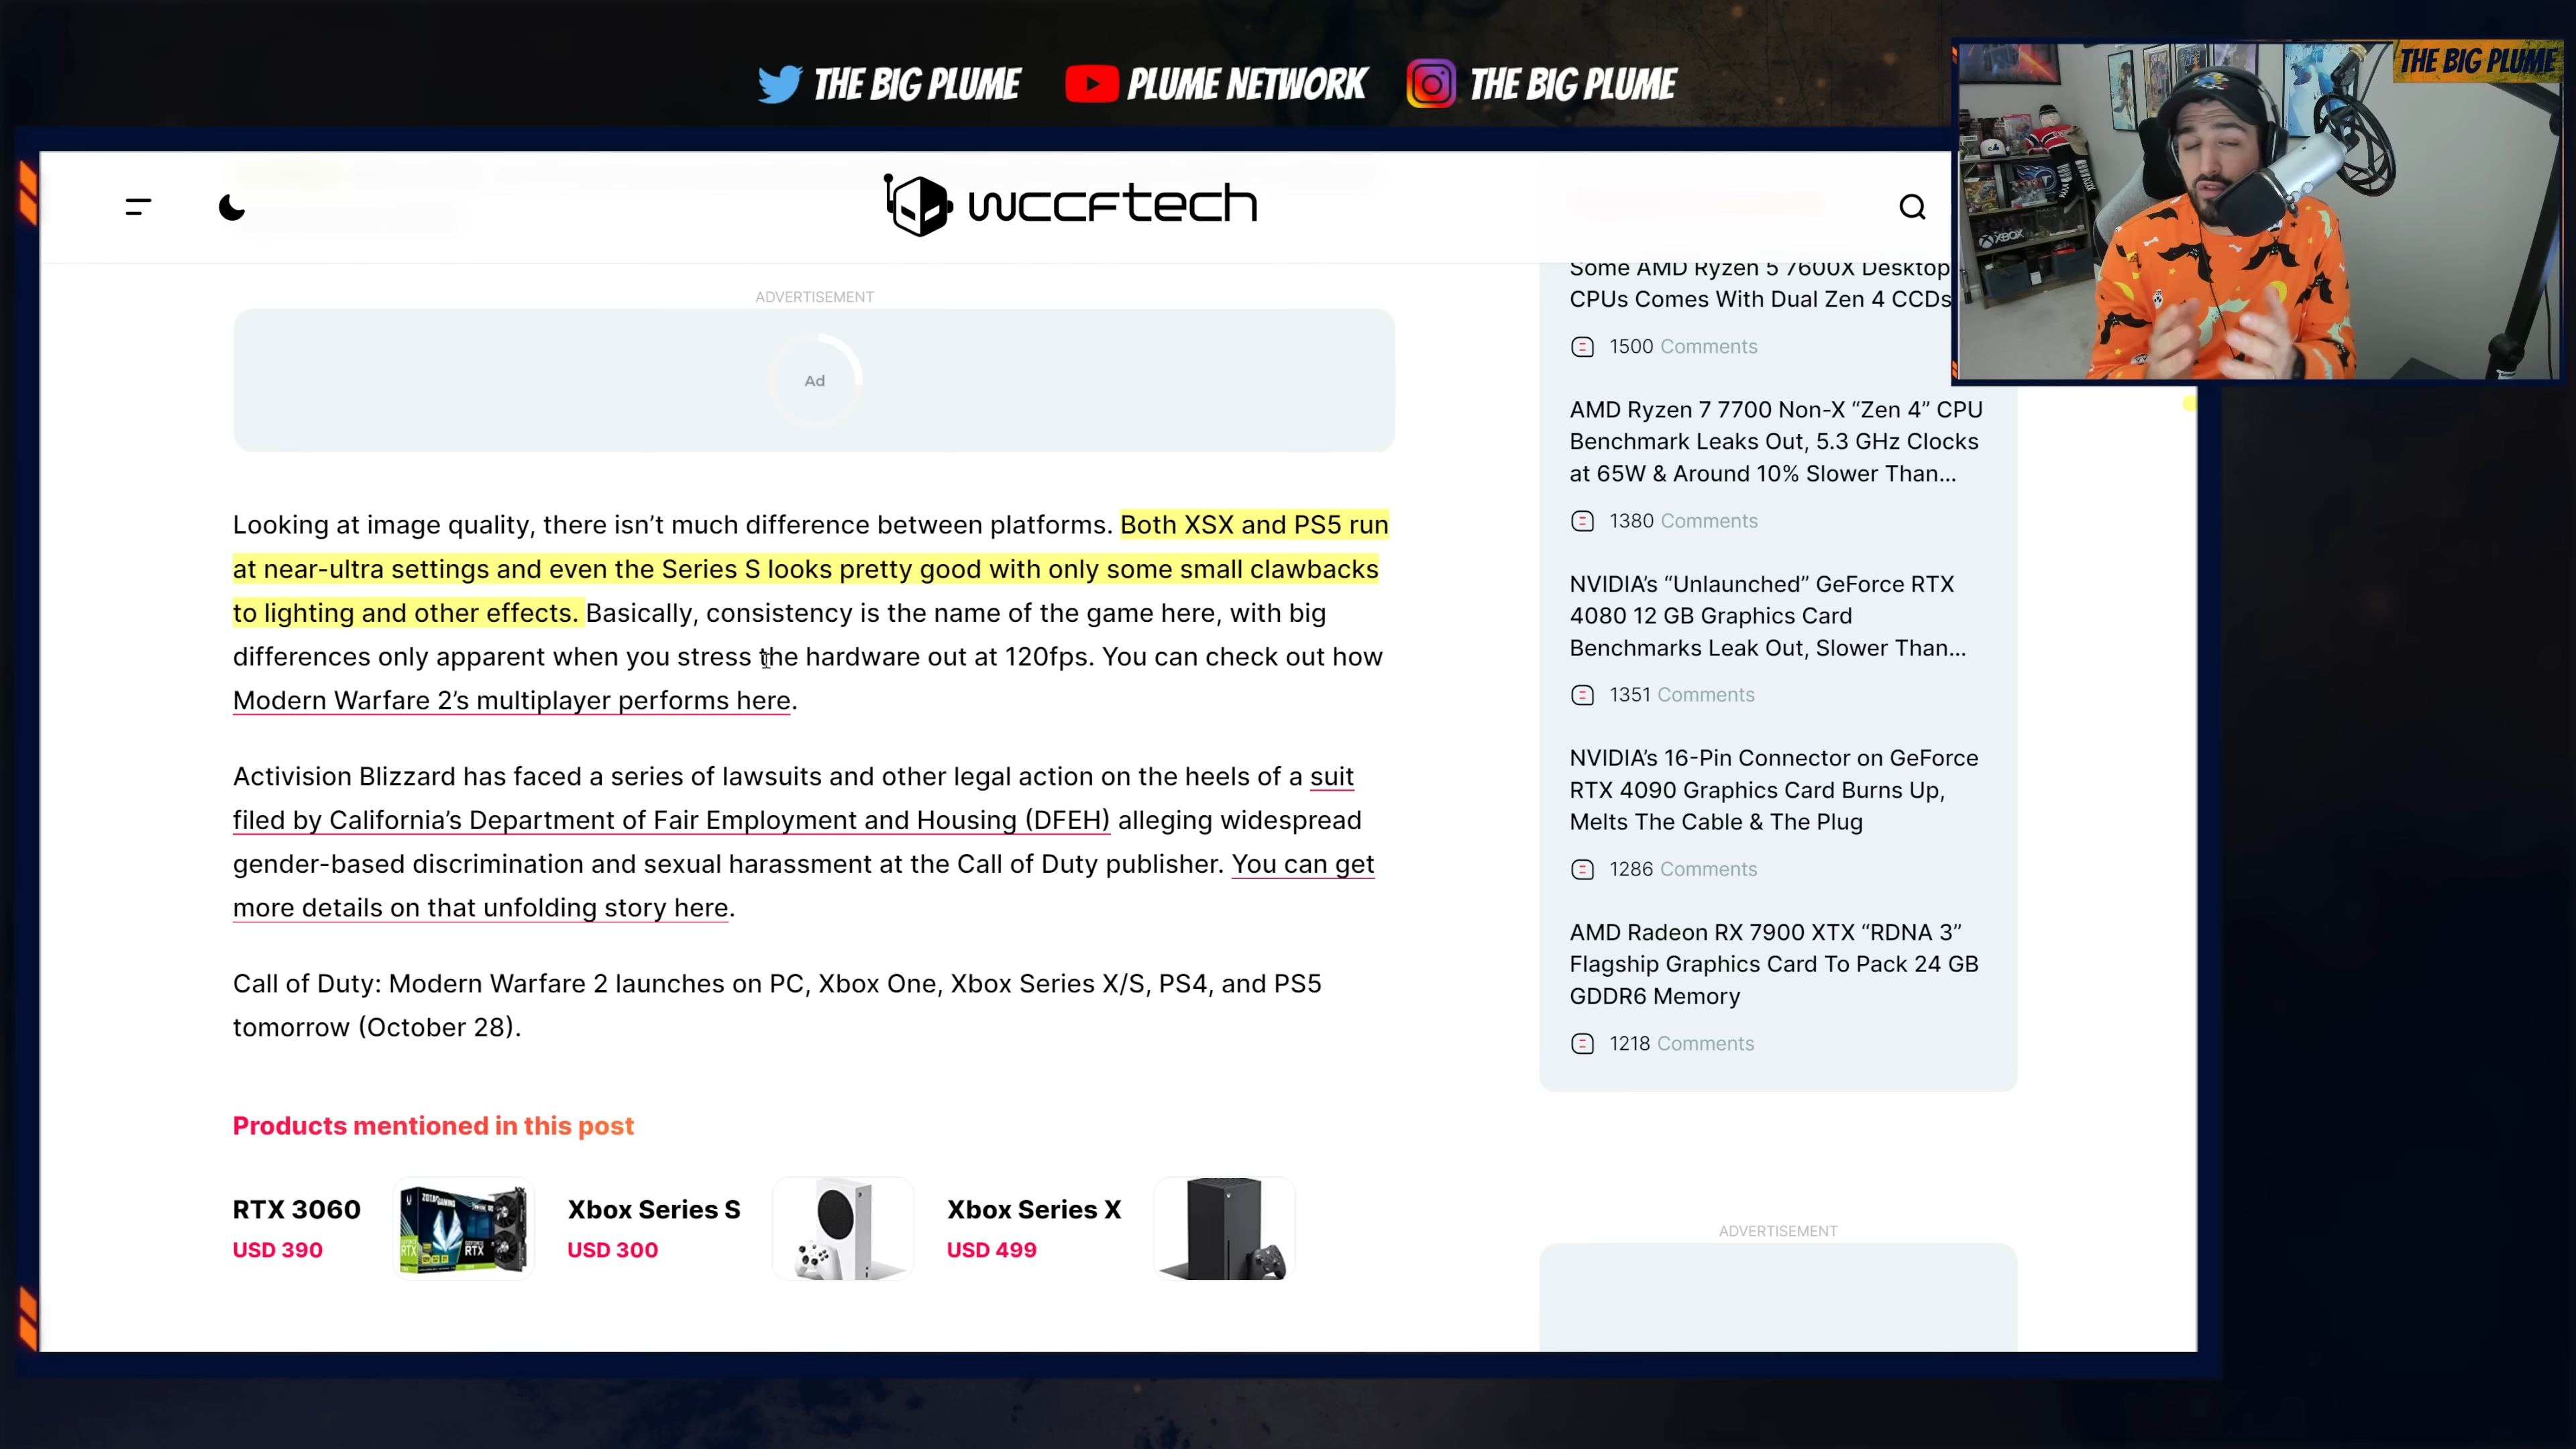 THE BIG PLUME
PLUME NETWORK
THE BIG PLUME
THE BIG PLUME
XBOX
wccftech
ADVERTISEMENT
Ad
Looking at image quality, there isn’t much difference between platforms. Both XSX and PS5 run
at near-ultra settings and even the Series S looks pretty good with only some small clawbacks
to lighting and other effects. Basically, consistency is the name of the game here, with big
differences only apparent when you stress the hardware out at 120fps. You can check out how
Modern Warfare 2’s multiplayer performs here.
Activision Blizzard has faced a series of lawsuits and other legal action on the heels of a suit
filed by California’s Department of Fair Employment and Housing (DFEH) alleging widespread
gender-based discrimination and sexual harassment at the Call of Duty publisher. You can get
more details on that unfolding story here.
Call of Duty: Modern Warfare 2 launches on PC, Xbox One, Xbox Series X/S, PS4, and PS5
tomorrow (October 28).
Products mentioned in this post
RTX 3060
USD 390
ZOTAC GAMING
RTX
Xbox Series S
USD 300
Xbox Series X
USD 499
Some AMD Ryzen 5 7600X Desktop
CPUs Comes With Dual Zen 4 CCDs
1500 Comments
AMD Ryzen 7 7700 Non-X “Zen 4” CPU
Benchmark Leaks Out, 5.3 GHz Clocks
at 65W & Around 10% Slower Than...
1380 Comments
NVIDIA’s “Unlaunched” GeForce RTX
4080 12 GB Graphics Card
Benchmarks Leak Out, Slower Than...
1351 Comments
NVIDIA’s 16-Pin Connector on GeForce
RTX 4090 Graphics Card Burns Up,
Melts The Cable & The Plug
1286 Comments
AMD Radeon RX 7900 XTX “RDNA 3”
Flagship Graphics Card To Pack 24 GB
GDDR6 Memory
1218 Comments
ADVERTISEMENT